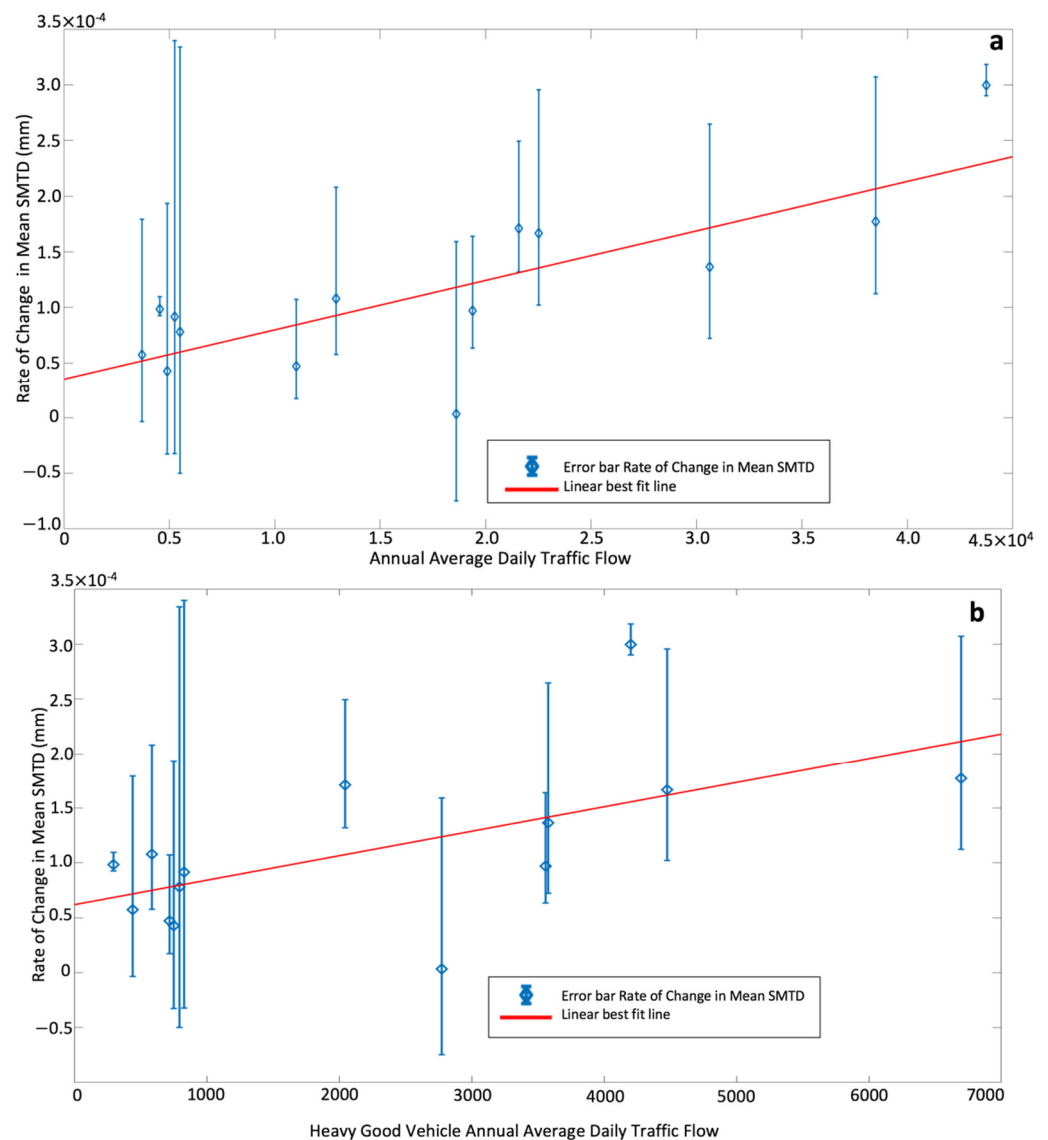 3.5×10⁻⁴
a
3.0
2.5
2.0
1.5
1.0
0.5
0
−0.5
−1.0
Rate of Change in Mean SMTD (mm)
Error bar Rate of Change in Mean SMTD
Linear best fit line
0 0.5 1.0 1.5 2.0 2.5 3.0 3.5 4.0 4.5×10⁴
Annual Average Daily Traffic Flow
3.5×10⁻⁴
b
3.0
2.5
2.0
1.5
1.0
0.5
0
−0.5
Rate of Change in Mean SMTD (mm)
Error bar Rate of Change in Mean SMTD
Linear best fit line
0 1000 2000 3000 4000 5000 6000 7000
Heavy Good Vehicle Annual Average Daily Traffic Flow